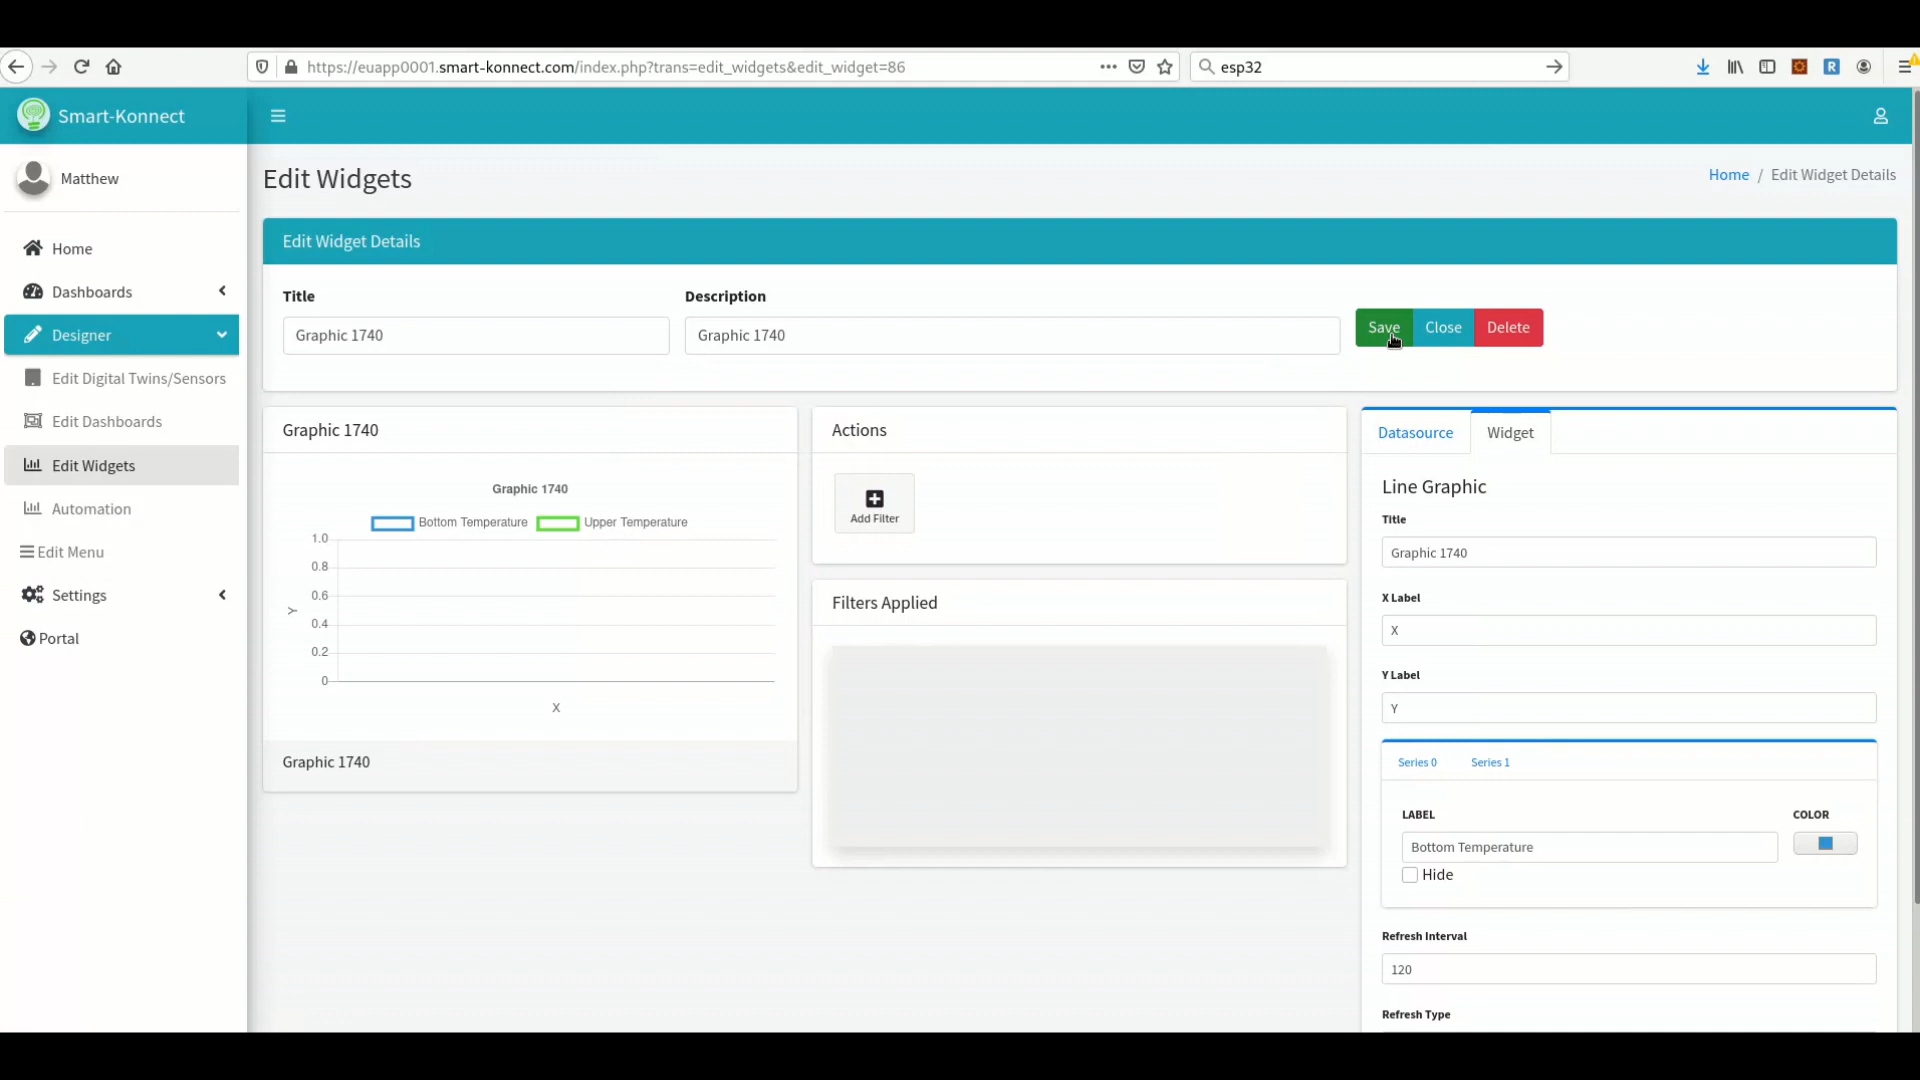 https://euapp0001.smart-konnect.com/index.php?trans=edit_widgets&edit_widget=86
esp32
R
Smart-Konnect
Matthew
Edit Widgets
Home / Edit Widget Details
Home
Dashboards
Designer
Edit Digital Twins/Sensors
Edit Dashboards
Edit Widgets
Automation
Edit Menu
Settings
Portal
Edit Widget Details
Title
Description
Graphic 1740
Graphic 1740
Save
Close
Delete
Graphic 1740
Graphic 1740
Bottom Temperature
Upper Temperature
1.0
0.8
0.6
0.4
0.2
0
Y
X
Graphic 1740
Actions
Add Filter
Filters Applied
Datasource
Widget
Line Graphic
Title
Graphic 1740
X Label
X
Y Label
Y
Series 0
Series 1
LABEL
COLOR
Bottom Temperature
Hide
Refresh Interval
120
Refresh Type